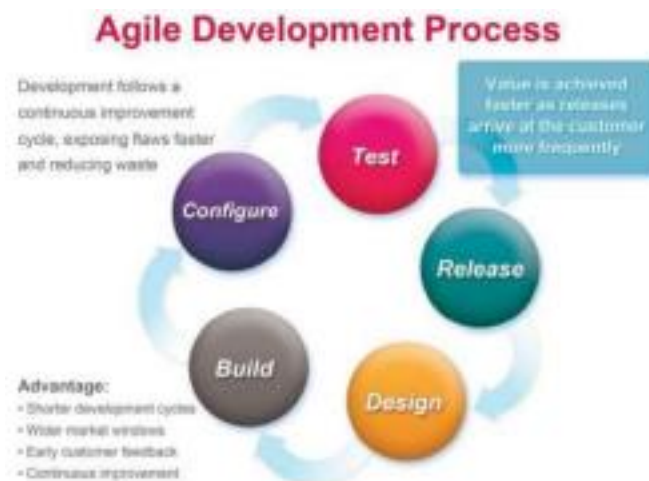 Agile Development Process
Development follows a
continuous improvement
cycle, exposing flaws faster
and reducing waste
Value is achieved
faster as releases
arrive at the customer
more frequently
Test
Configure
Release
Build
Design
Advantage:
• Shorter development cycles
• Wider market windows
• Early customer feedback
• Continuous improvement